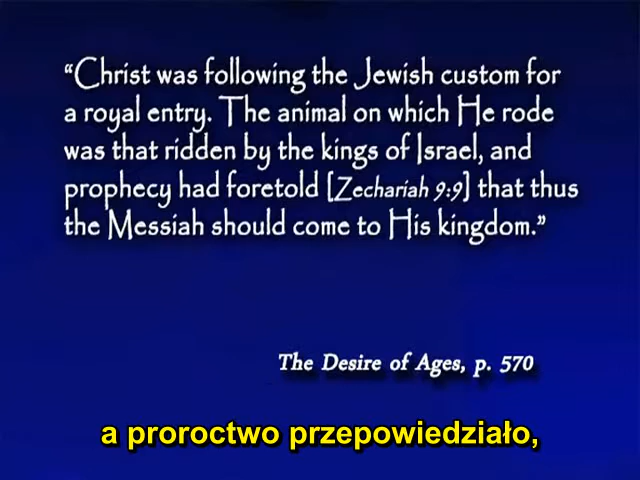 “Christ was following the Jewish custom for
a royal entry. The animal on which He rode
was that ridden by the kings of Israel, and
prophecy had foretold [Zechariah 9:9] that thus
the Messiah should come to His kingdom.”
The Desire of Ages, p. 570
a proroctwo przepowiedziało,